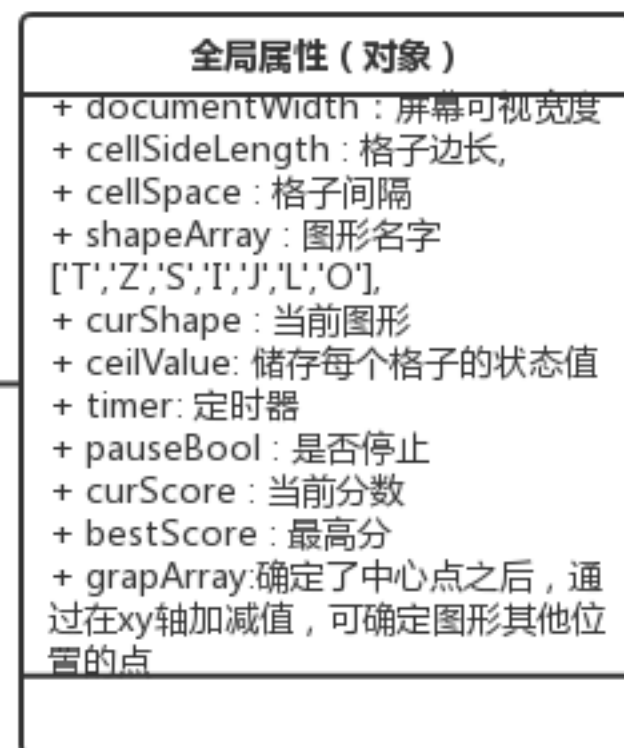 全局属性（对象）
+ documentWidth : 屏幕可视宽度
+ cellSideLength : 格子边长,
+ cellSpace : 格子间隔
+ shapeArray : 图形名字
['T','Z','S','I','J','L','O'],
+ curShape : 当前图形
+ ceilValue: 储存每个格子的状态值
+ timer: 定时器
+ pauseBool : 是否停止
+ curScore : 当前分数
+ bestScore : 最高分
+ grapArray:确定了中心点之后，通
过在xy轴加减值，可确定图形其他位
置的点